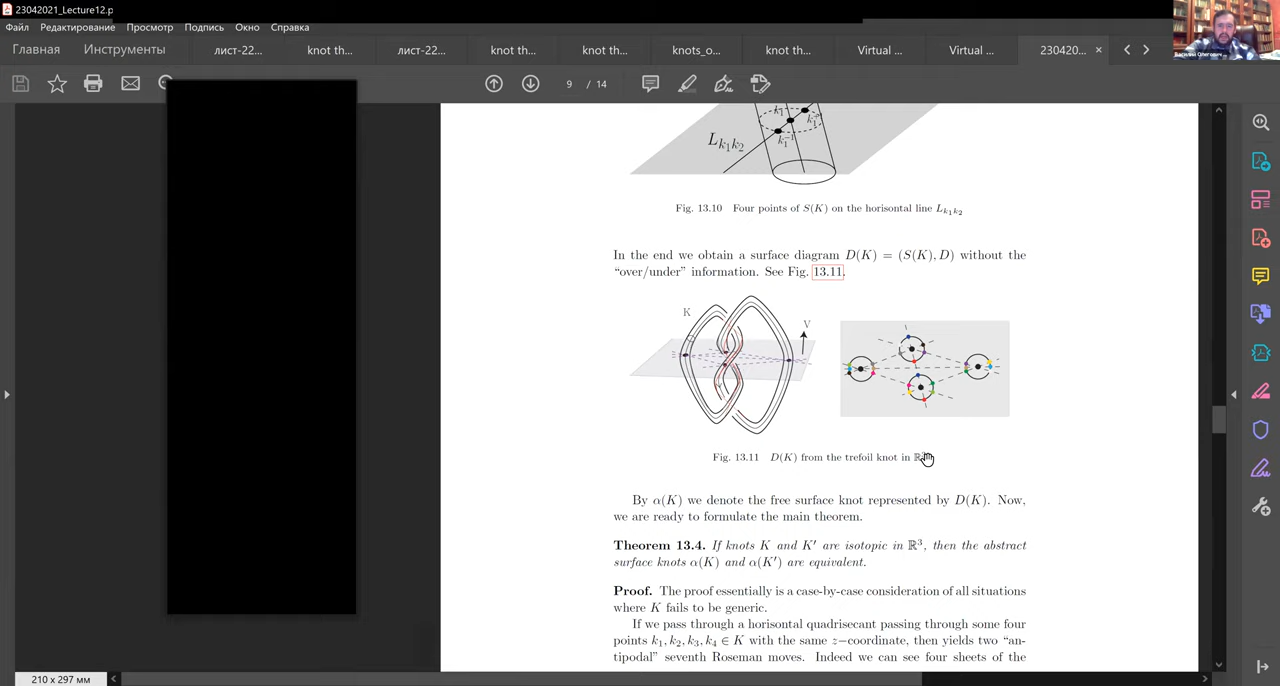 23042021_Lecture12.p
Файл Редактирование Просмотр Подпись Окно Справка
Главная Инструменты лист-22... knot th... лист-22... knot th... knot th... knots_o... knot th... Virtual ... Virtual ... 230420... ×
9 / 14
k₁ k₁⁺
k₁⁻¹
L_{k₁k₂}
Fig. 13.10 Four points of S(K) on the horisontal line L_{k₁k₂}
In the end we obtain a surface diagram D(K) = (S(K), D) without the
“over/under” information. See Fig. 13.11.
K
V
Fig. 13.11 D(K) from the trefoil knot in ℝ
By α(K) we denote the free surface knot represented by D(K). Now,
we are ready to formulate the main theorem.
Theorem 13.4. If knots K and K′ are isotopic in ℝ³, then the abstract
surface knots α(K) and α(K′) are equivalent.
Proof. The proof essentially is a case-by-case consideration of all situations
where K fails to be generic.
If we pass through a horisontal quadrisecant passing through some four
points k₁, k₂, k₃, k₄ ∈ K with the same z−coordinate, then yields two “an-
tipodal” seventh Roseman moves. Indeed we can see four sheets of the
210 x 297 мм